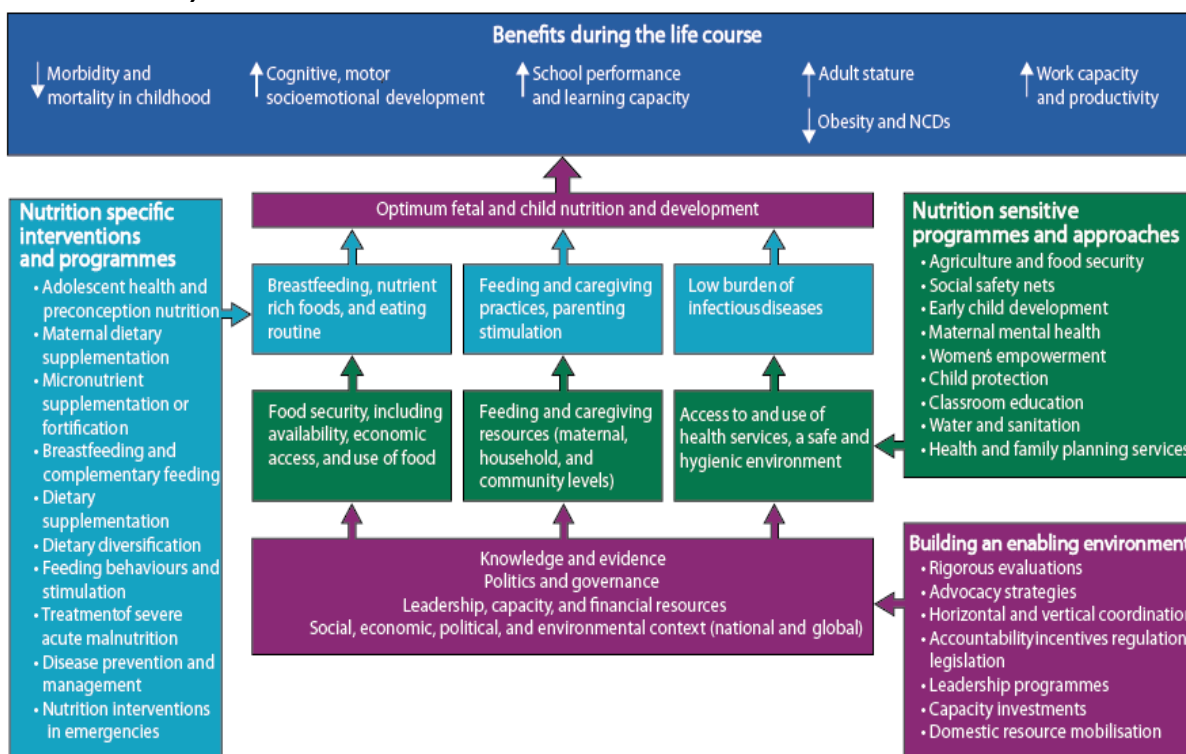 Benefits during the life course
Morbidity and
mortality in childhood
Cognitive, motor
socioemotional development
School performance
and learning capacity
Adult stature
Obesity and NCDs
Work capacity
and productivity
Nutrition specific
interventions
and programmes
• Adolescent health and
preconception nutrition
• Maternal dietary
supplementation
• Micronutrient
supplementation or
fortification
• Breastfeeding and
complementary feeding
• Dietary
supplementation
• Dietary diversification
• Feeding behaviours and
stimulation
• Treatmentof severe
acute malnutrition
• Disease prevention and
management
• Nutrition interventions
in emergencies
Optimum fetal and child nutrition and development
Breastfeeding, nutrient
rich foods, and eating
routine
Feeding and caregiving
practices, parenting
stimulation
Low burden of
infectious diseases
Food security, including
availability, economic
access, and use of food
Feeding and caregiving
resources (maternal,
household, and
community levels)
Access to and use of
health services, a safe and
hygienic environment
Knowledge and evidence
Politics and governance
Leadership, capacity, and financial resources
Social, economic, political, and environmental context (national and global)
Nutrition sensitive
programmes and approaches
• Agriculture and food security
• Social safety nets
• Early child development
• Maternal mental health
• Women's empowerment
• Child protection
• Classroom education
• Water and sanitation
• Health and family planning services
Building an enabling environment
• Rigorous evaluations
• Advocacy strategies
• Horizontal and vertical coordination
• Accountability incentives regulation
legislation
• Leadership programmes
• Capacity investments
• Domestic resource mobilisation